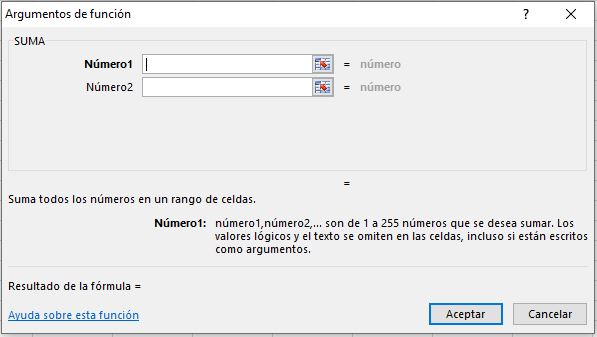 Argumentos de función ? ×
SUMA
Número1 = número
Número2 = número
=
Suma todos los números en un rango de celdas.
Número1: número1,número2,... son de 1 a 255 números que se desea sumar. Los
valores lógicos y el texto se omiten en las celdas, incluso si están escritos
como argumentos.
Resultado de la fórmula =
Ayuda sobre esta función Aceptar Cancelar